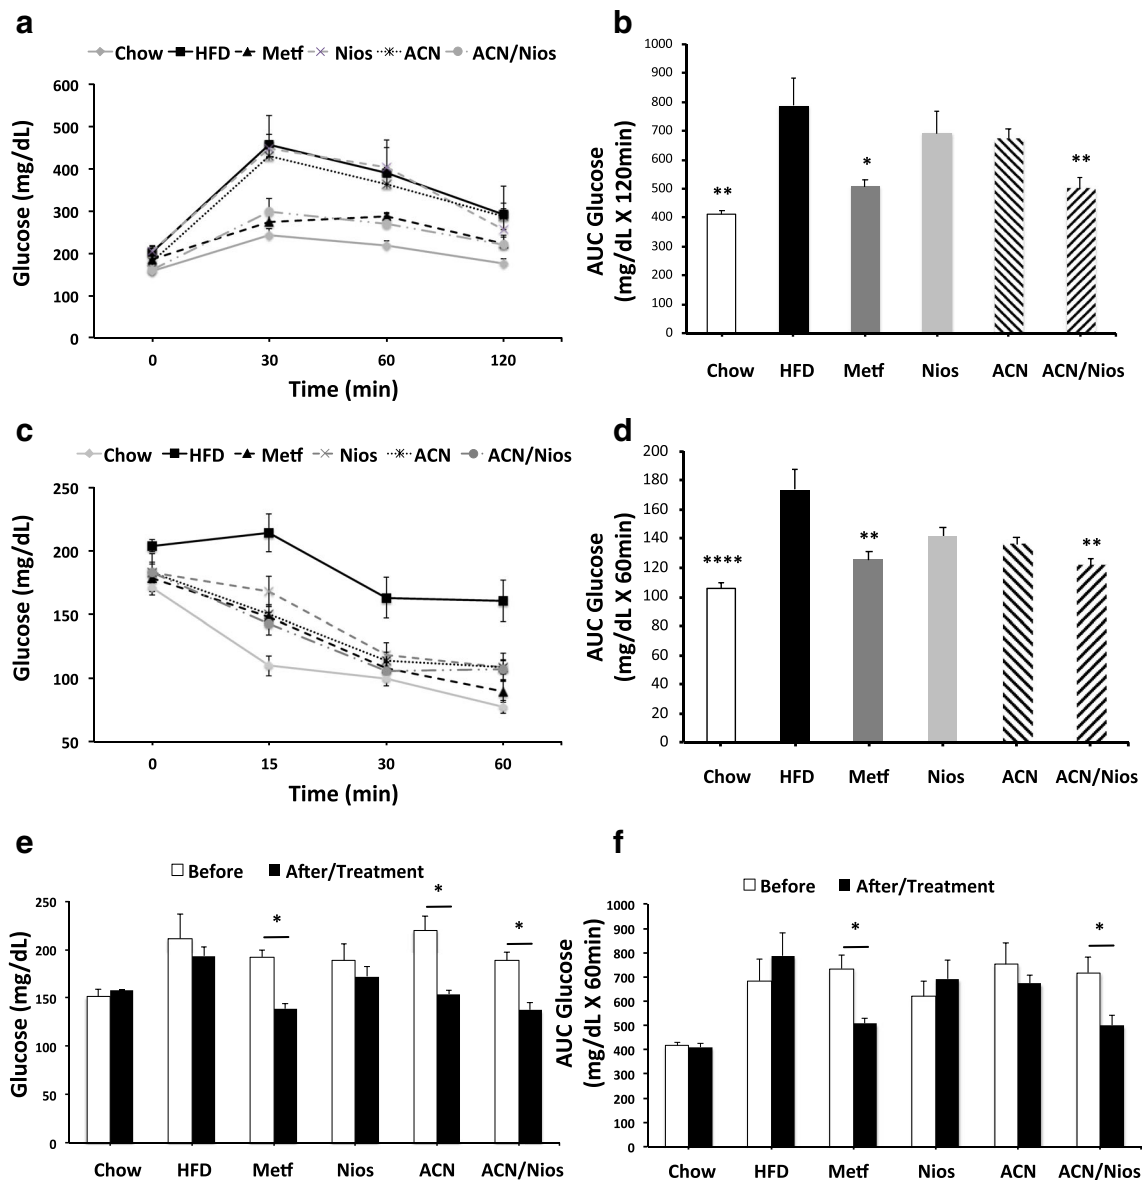 a
Chow HFD Metf Nios ACN ACN/Nios
Glucose (mg/dL)
600
500
400
300
200
100
0
0 30 60 120
Time (min)
b
AUC Glucose
(mg/dL X 120min)
1000
900
800
700
600
500
400
300
200
100
0
** * **
Chow HFD Metf Nios ACN ACN/Nios
c
Chow HFD Metf Nios ACN ACN/Nios
Glucose (mg/dL)
250
200
150
100
50
0 15 30 60
Time (min)
d
AUC Glucose
(mg/dL X 60min)
200
180
160
140
120
100
80
60
40
20
0
**** ** **
Chow HFD Metf Nios ACN ACN/Nios
e
Before After/Treatment
Glucose (mg/dL)
250
200
150
100
50
0
* * *
Chow HFD Metf Nios ACN ACN/Nios
f
Before After/Treatment
AUC Glucose
(mg/dL X 60min)
1000
900
800
700
600
500
400
300
200
100
0
* *
Chow HFD Metf Nios ACN ACN/Nios